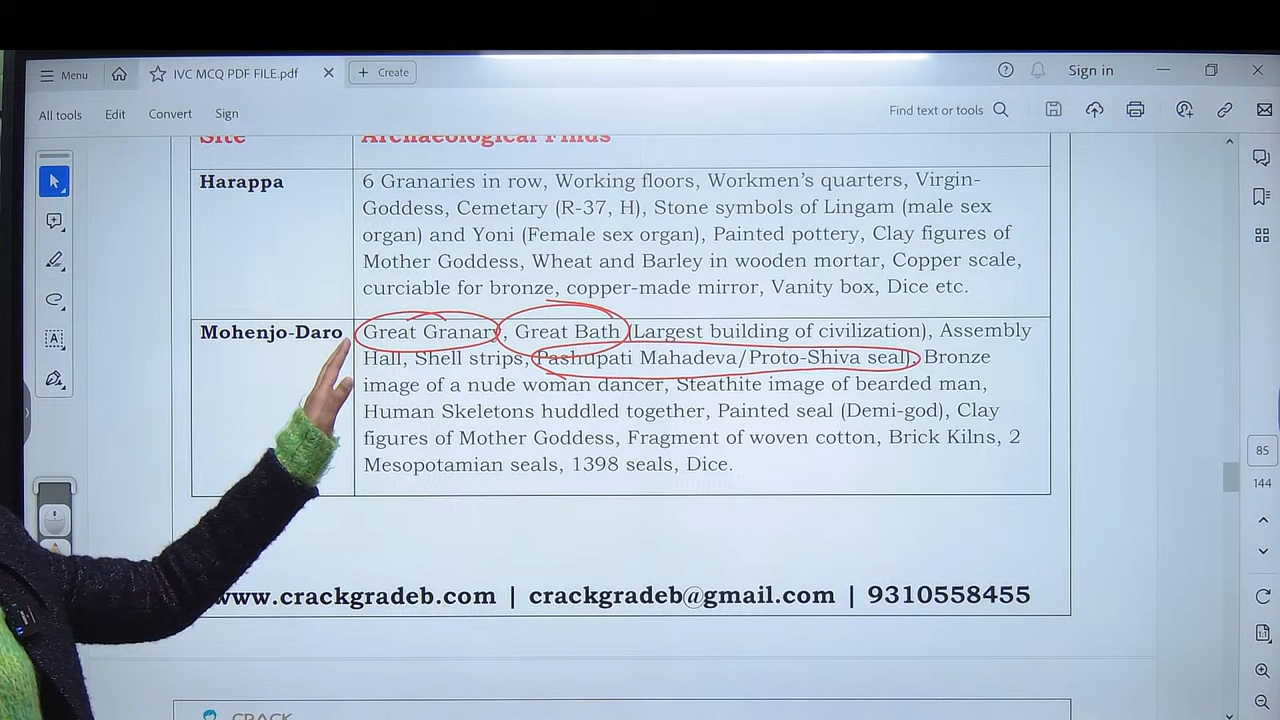 Menu
IVC MCQ PDF FILE.pdf
Create
Sign in
All tools
Edit
Convert
Sign
Find text or tools
Site
Archaeological Finds
Harappa
6 Granaries in row, Working floors, Workmen's quarters, Virgin-
Goddess, Cemetary (R-37, H), Stone symbols of Lingam (male sex
organ) and Yoni (Female sex organ), Painted pottery, Clay figures of
Mother Goddess, Wheat and Barley in wooden mortar, Copper scale,
curciable for bronze, copper-made mirror, Vanity box, Dice etc.
Mohenjo-Daro
Great Granary, Great Bath (Largest building of civilization), Assembly
Hall, Shell strips, Pashupati Mahadeva/Proto-Shiva seal), Bronze
image of a nude woman dancer, Steathite image of bearded man,
Human Skeletons huddled together, Painted seal (Demi-god), Clay
figures of Mother Goddess, Fragment of woven cotton, Brick Kilns, 2
Mesopotamian seals, 1398 seals, Dice.
www.crackgradeb.com | crackgradeb@gmail.com | 9310558455
85
144
CRACK